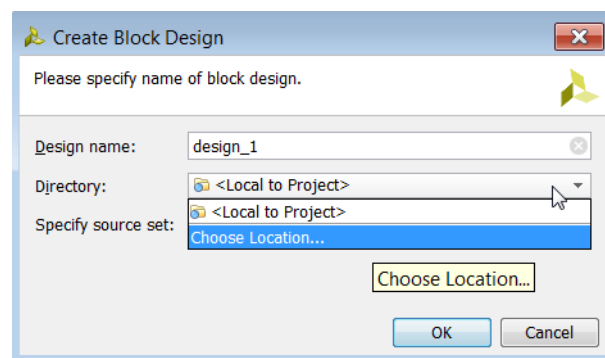 Create Block Design
Please specify name of block design.
Design name: design_1
Directory: <Local to Project>
<Local to Project>
Specify source set:
Choose Location...
Choose Location...
OK Cancel